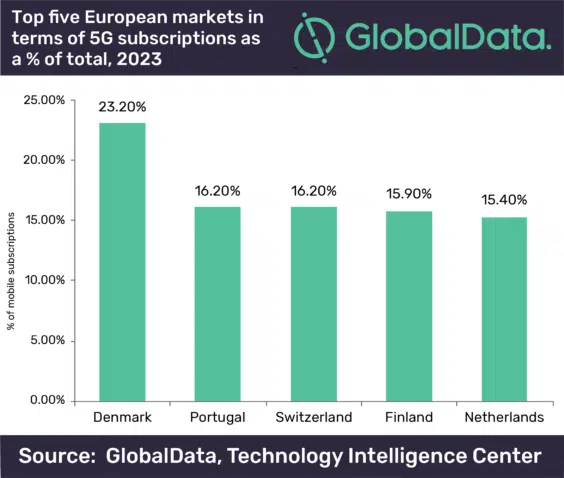 Top five European markets in
terms of 5G subscriptions as
a % of total, 2023
GlobalData.
% of mobile subscriptions
25.00%
20.00%
15.00%
10.00%
5.00%
0.00%
23.20%
16.20%
16.20%
15.90%
15.40%
Denmark
Portugal
Switzerland
Finland
Netherlands
Source: GlobalData, Technology Intelligence Center